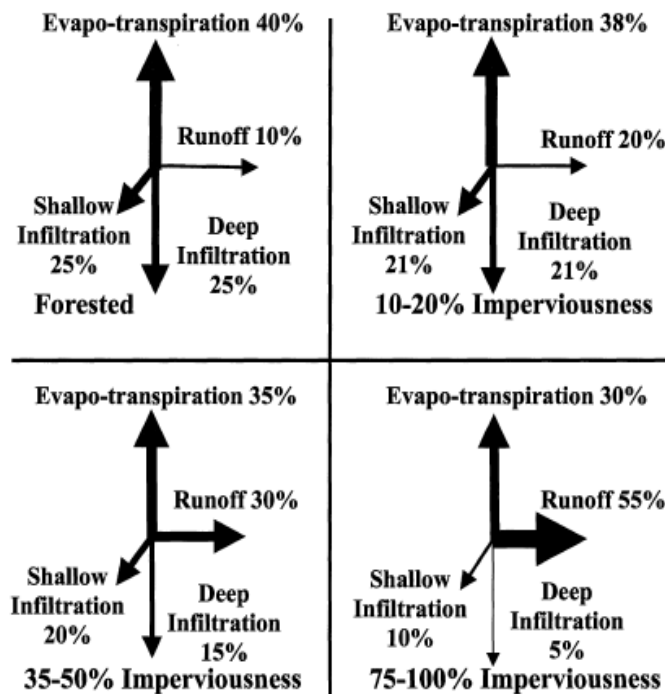 Evapo-transpiration 40%
Runoff 10%
Shallow
Infiltration
25%
Deep
Infiltration
25%
Forested
Evapo-transpiration 38%
Runoff 20%
Shallow
Infiltration
21%
Deep
Infiltration
21%
10-20% Imperviousness
Evapo-transpiration 35%
Runoff 30%
Shallow
Infiltration
20%
Deep
Infiltration
15%
35-50% Imperviousness
Evapo-transpiration 30%
Runoff 55%
Shallow
Infiltration
10%
Deep
Infiltration
5%
75-100% Imperviousness